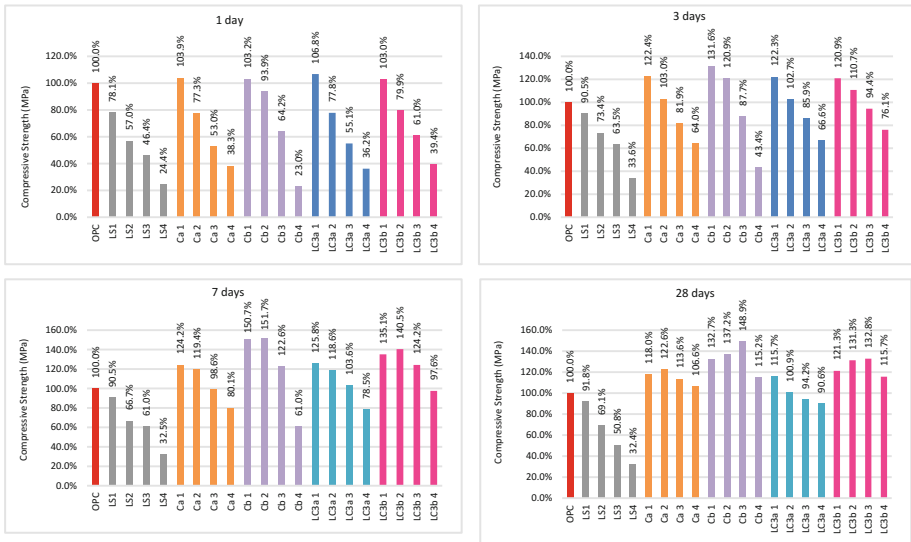 1 day
Compressive Strength (MPa)
120.0%
100.0%
80.0%
60.0%
40.0%
20.0%
0.0%
100.0%
78.1%
57.0%
46.4%
24.4%
103.9%
77.3%
53.0%
38.3%
103.2%
93.9%
64.2%
23.0%
106.8%
77.8%
55.1%
36.2%
103.0%
79.9%
61.0%
39.4%
OPC
LS1
LS2
LS3
LS4
Ca 1
Ca 2
Ca 3
Ca 4
Cb 1
Cb 2
Cb 3
Cb 4
LC3a 1
LC3a 2
LC3a 3
LC3a 4
LC3b 1
LC3b 2
LC3b 3
LC3b 4
3 days
Compressive Strength (MPa)
140.0%
120.0%
100.0%
80.0%
60.0%
40.0%
20.0%
0.0%
100.0%
90.5%
73.4%
63.5%
33.6%
122.4%
103.0%
81.9%
64.0%
131.6%
120.9%
87.7%
43.4%
122.3%
102.7%
85.9%
66.6%
120.9%
110.7%
94.4%
76.1%
OPC
LS1
LS2
LS3
LS4
Ca 1
Ca 2
Ca 3
Ca 4
Cb 1
Cb 2
Cb 3
Cb 4
LC3a 1
LC3a 2
LC3a 3
LC3a 4
LC3b 1
LC3b 2
LC3b 3
LC3b 4
7 days
Compressive Strength (MPa)
160.0%
140.0%
120.0%
100.0%
80.0%
60.0%
40.0%
20.0%
0.0%
100.0%
90.5%
66.7%
61.0%
32.5%
124.2%
119.4%
98.6%
80.1%
150.7%
151.7%
122.6%
61.0%
125.8%
118.6%
103.6%
78.5%
135.1%
140.5%
124.2%
97.6%
OPC
LS1
LS2
LS3
LS4
Ca 1
Ca 2
Ca 3
Ca 4
Cb 1
Cb 2
Cb 3
Cb 4
LC3a 1
LC3a 2
LC3a 3
LC3a 4
LC3b 1
LC3b 2
LC3b 3
LC3b 4
28 days
Compressive Strength (MPa)
160.0%
140.0%
120.0%
100.0%
80.0%
60.0%
40.0%
20.0%
0.0%
100.0%
91.8%
69.1%
50.8%
32.4%
118.0%
122.6%
113.6%
106.6%
132.7%
137.2%
148.9%
115.2%
115.7%
100.9%
94.2%
90.6%
121.3%
131.3%
132.8%
115.7%
OPC
LS1
LS2
LS3
LS4
Ca 1
Ca 2
Ca 3
Ca 4
Cb 1
Cb 2
Cb 3
Cb 4
LC3a 1
LC3a 2
LC3a 3
LC3a 4
LC3b 1
LC3b 2
LC3b 3
LC3b 4